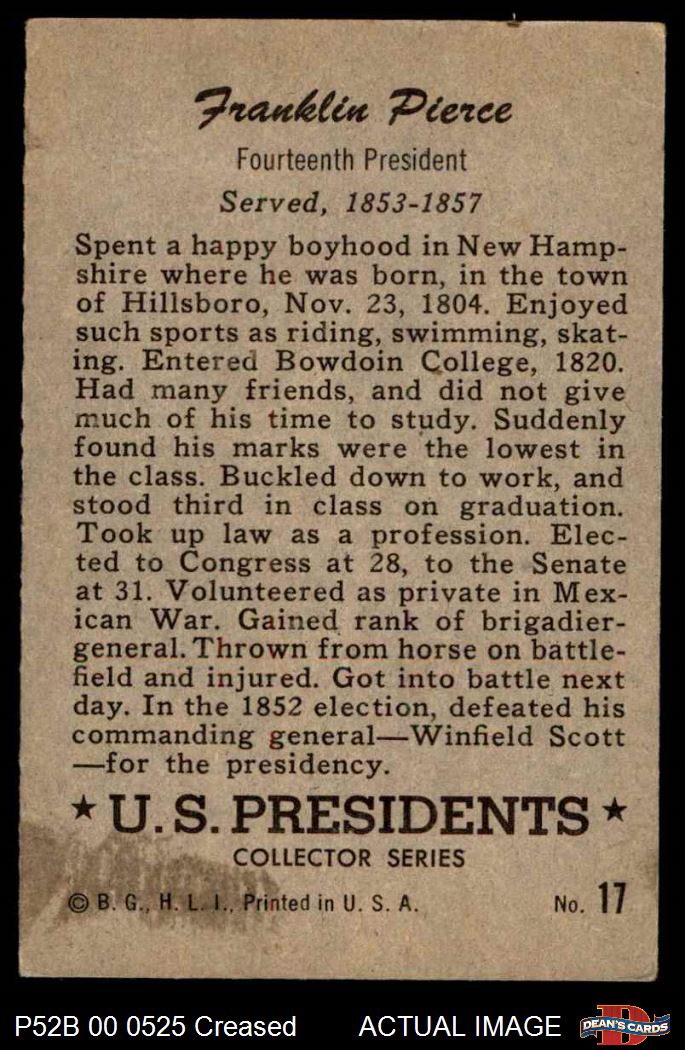 Franklin Pierce
Fourteenth President
Served, 1853-1857
Spent a happy boyhood in New Hamp-
shire where he was born, in the town
of Hillsboro, Nov. 23, 1804. Enjoyed
such sports as riding, swimming, skat-
ing. Entered Bowdoin College, 1820.
Had many friends, and did not give
much of his time to study. Suddenly
found his marks were the lowest in
the class. Buckled down to work, and
stood third in class on graduation.
Took up law as a profession. Elec-
ted to Congress at 28, to the Senate
at 31. Volunteered as private in Mex-
ican War. Gained rank of brigadier-
general. Thrown from horse on battle-
field and injured. Got into battle next
day. In the 1852 election, defeated his
commanding general—Winfield Scott
—for the presidency.
★ U.S. PRESIDENTS ★
COLLECTOR SERIES
© B. G., H. L. I., Printed in U. S. A. No. 17
P52B 00 0525 Creased ACTUAL IMAGE D DEAN'S CARDS